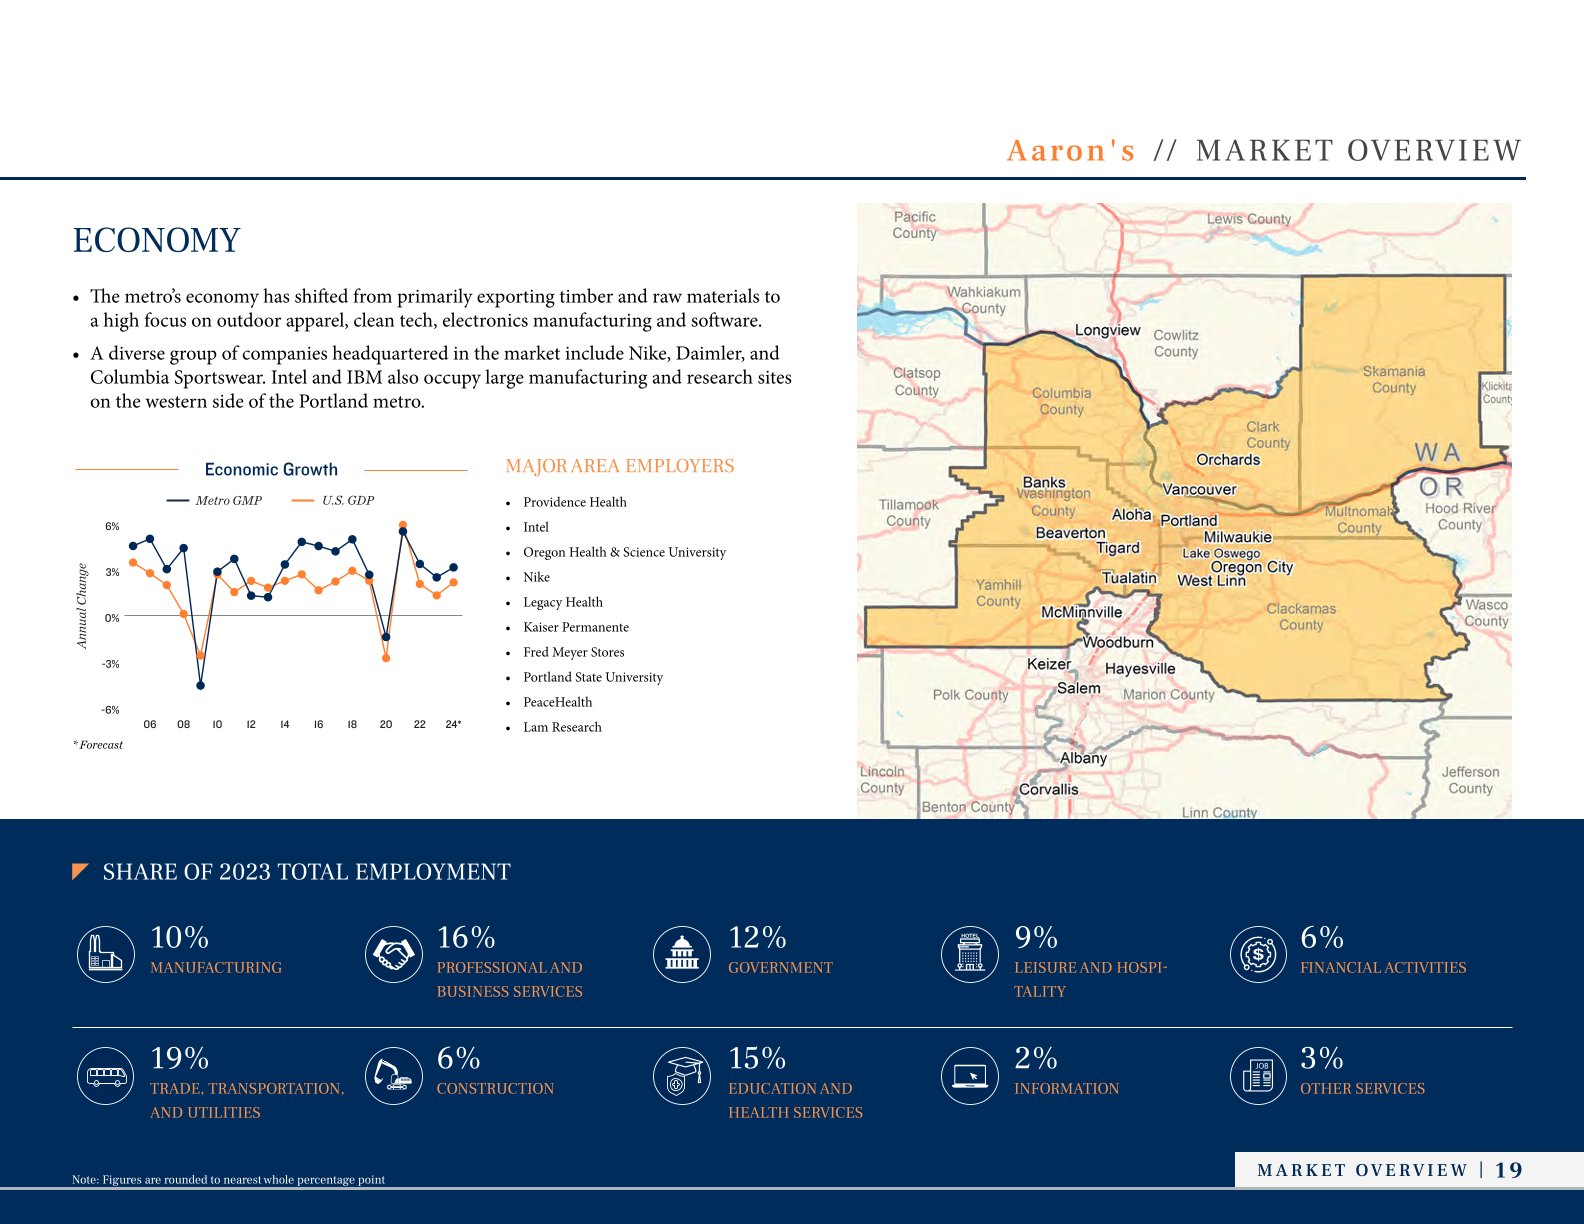 Aaron's // MARKET OVERVIEW
ECONOMY
• The metro's economy has shifted from primarily exporting timber and raw materials to
a high focus on outdoor apparel, clean tech, electronics manufacturing and software.
• A diverse group of companies headquartered in the market include Nike, Daimler, and
Columbia Sportswear. Intel and IBM also occupy large manufacturing and research sites
on the western side of the Portland metro.
Economic Growth
Metro GMP U.S. GDP
Annual Change
6%
3%
0%
-3%
-6%
06 08 10 12 14 16 18 20 22 24*
* Forecast
MAJOR AREA EMPLOYERS
• Providence Health
• Intel
• Oregon Health & Science University
• Nike
• Legacy Health
• Kaiser Permanente
• Fred Meyer Stores
• Portland State University
• PeaceHealth
• Lam Research
Pacific
County
Lewis County
Wahkiakum
County
Longview
Cowlitz
County
Clatsop
County
Columbia
County
Skamania
County
Klickita
County
Clark
County
Orchards
WA
OR
Banks
Washington
County
Vancouver
Tillamook
County
Aloha
Portland
Multnomah
County
Hood River
County
Beaverton
Tigard
Milwaukie
Lake Oswego
Oregon City
Tualatin
West Linn
Yamhill
County
McMinnville
Clackamas
County
Wasco
County
Woodburn
Keizer
Hayesville
Salem
Polk County
Marion County
Albany
Lincoln
County
Corvallis
Jefferson
County
Benton County
Linn County
SHARE OF 2023 TOTAL EMPLOYMENT
10%
MANUFACTURING
16%
PROFESSIONAL AND
BUSINESS SERVICES
12%
GOVERNMENT
HOTEL
9%
LEISURE AND HOSPI-
TALITY
$
6%
FINANCIAL ACTIVITIES
19%
TRADE, TRANSPORTATION,
AND UTILITIES
6%
CONSTRUCTION
15%
EDUCATION AND
HEALTH SERVICES
2%
INFORMATION
JOB
3%
OTHER SERVICES
Note: Figures are rounded to nearest whole percentage point
MARKET OVERVIEW | 19